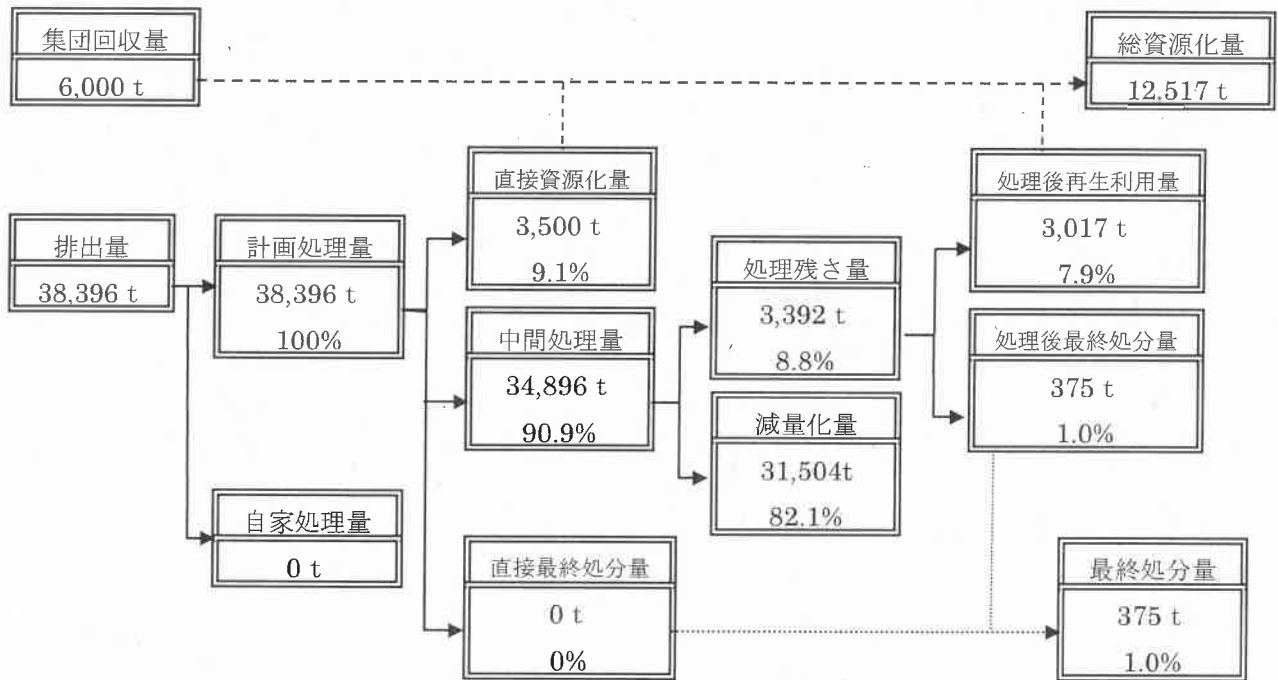 集団回収量
6,000 t
総資源化量
12,517 t
直接資源化量
3,500 t
9.1%
処理後再生利用量
3,017 t
7.9%
排出量
38,396 t
計画処理量
38,396 t
100%
処理残さ量
3,392 t
8.8%
中間処理量
34,896 t
90.9%
処理後最終処分量
375 t
1.0%
減量化量
31,504t
82.1%
自家処理量
0 t
直接最終処分量
0 t
0%
最終処分量
375 t
1.0%